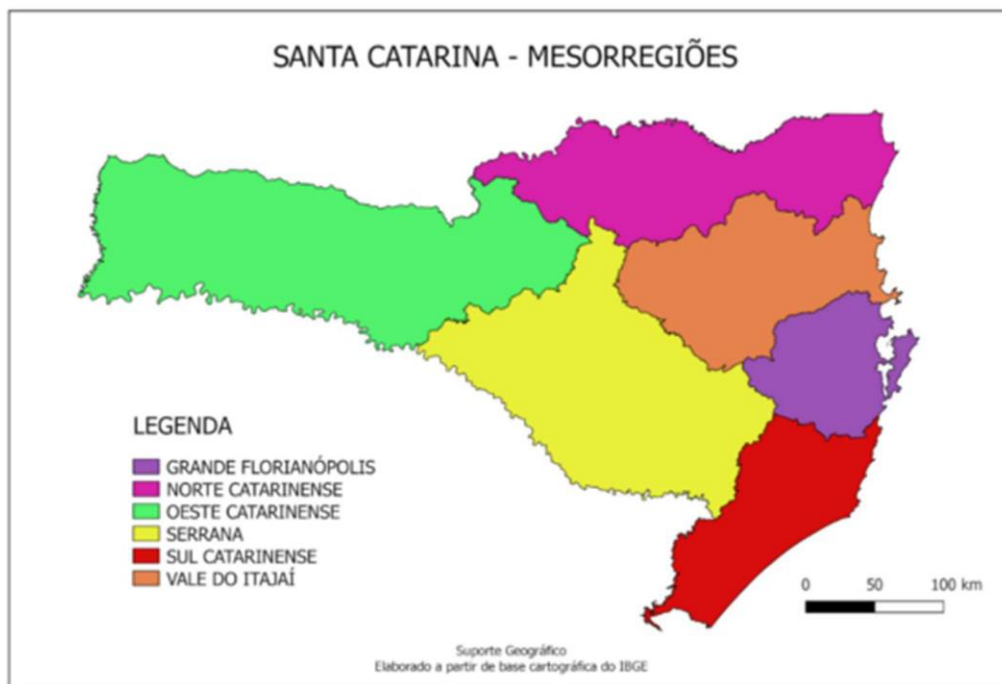 SANTA CATARINA - MESORREGIÕES
LEGENDA
GRANDE FLORIANÓPOLIS
NORTE CATARINENSE
OESTE CATARINENSE
SERRANA
SUL CATARINENSE
VALE DO ITAJAÍ
0 50 100 km
Suporte Geográfico
Elaborado a partir de base cartográfica do IBGE